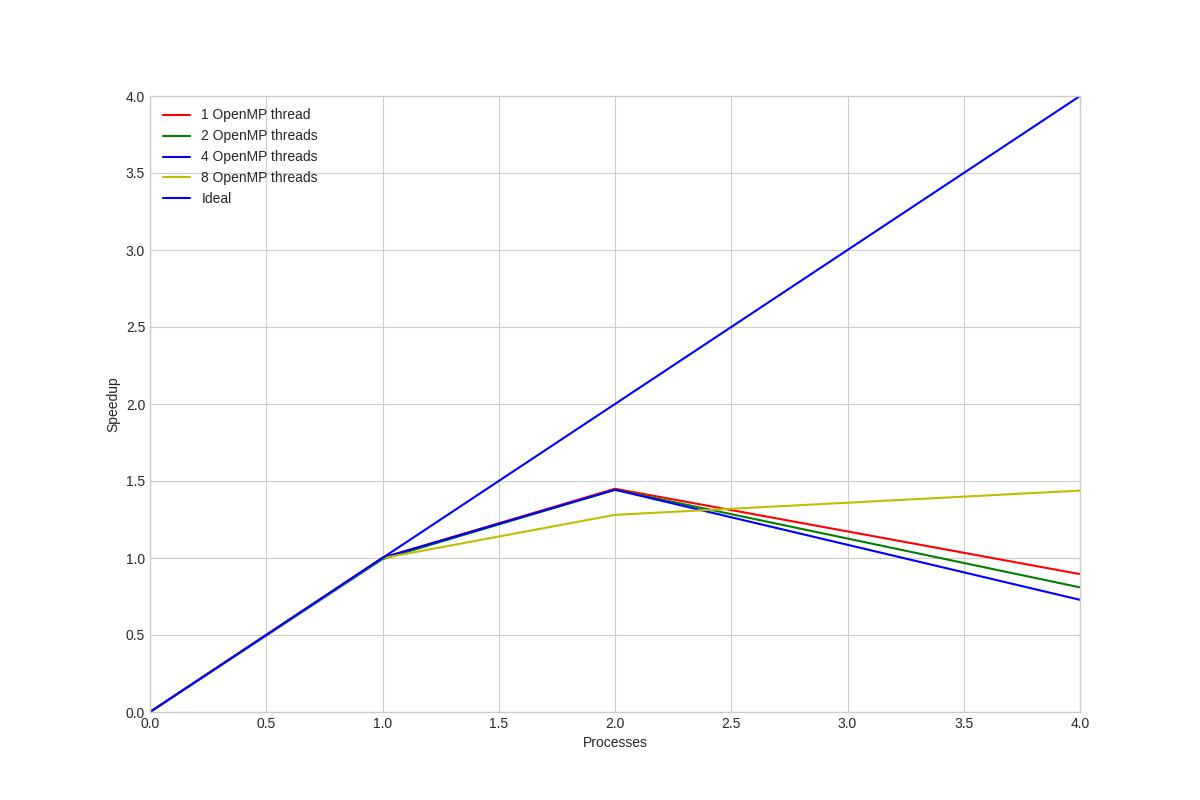 4.0
3.5
3.0
2.5
2.0
1.5
1.0
0.5
0.0
Speedup
1 OpenMP thread
2 OpenMP threads
4 OpenMP threads
8 OpenMP threads
Ideal
0.0 0.5 1.0 1.5 2.0 2.5 3.0 3.5 4.0
Processes